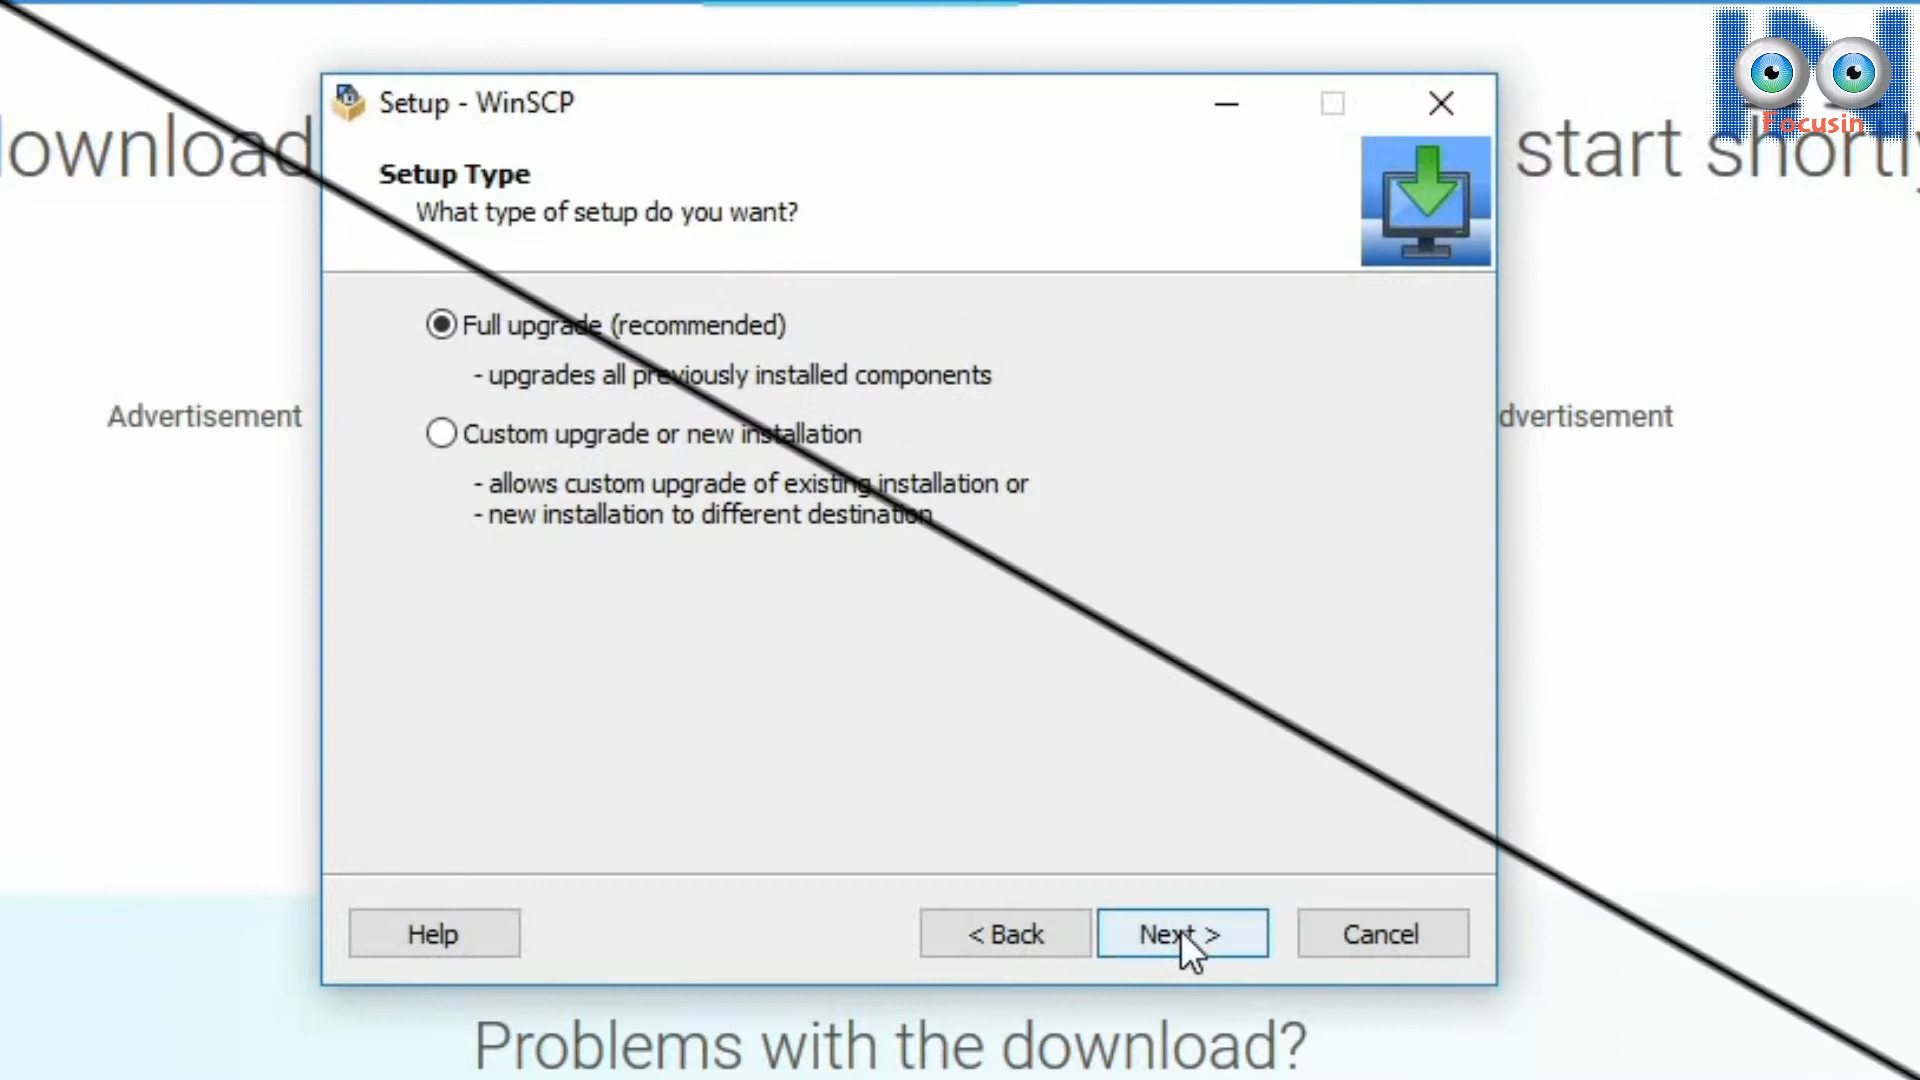 Focusin
Setup - WinSCP
ownload
start shortly
Setup Type
What type of setup do you want?
Full upgrade (recommended)
- upgrades all previously installed components
Advertisement
dvertisement
Custom upgrade or new installation
- allows custom upgrade of existing installation or
- new installation to different destination
Help
< Back
Next >
Cancel
Problems with the download?